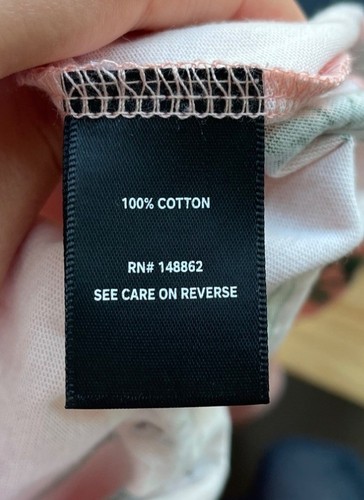 100% COTTON
RN# 148862
SEE CARE ON REVERSE